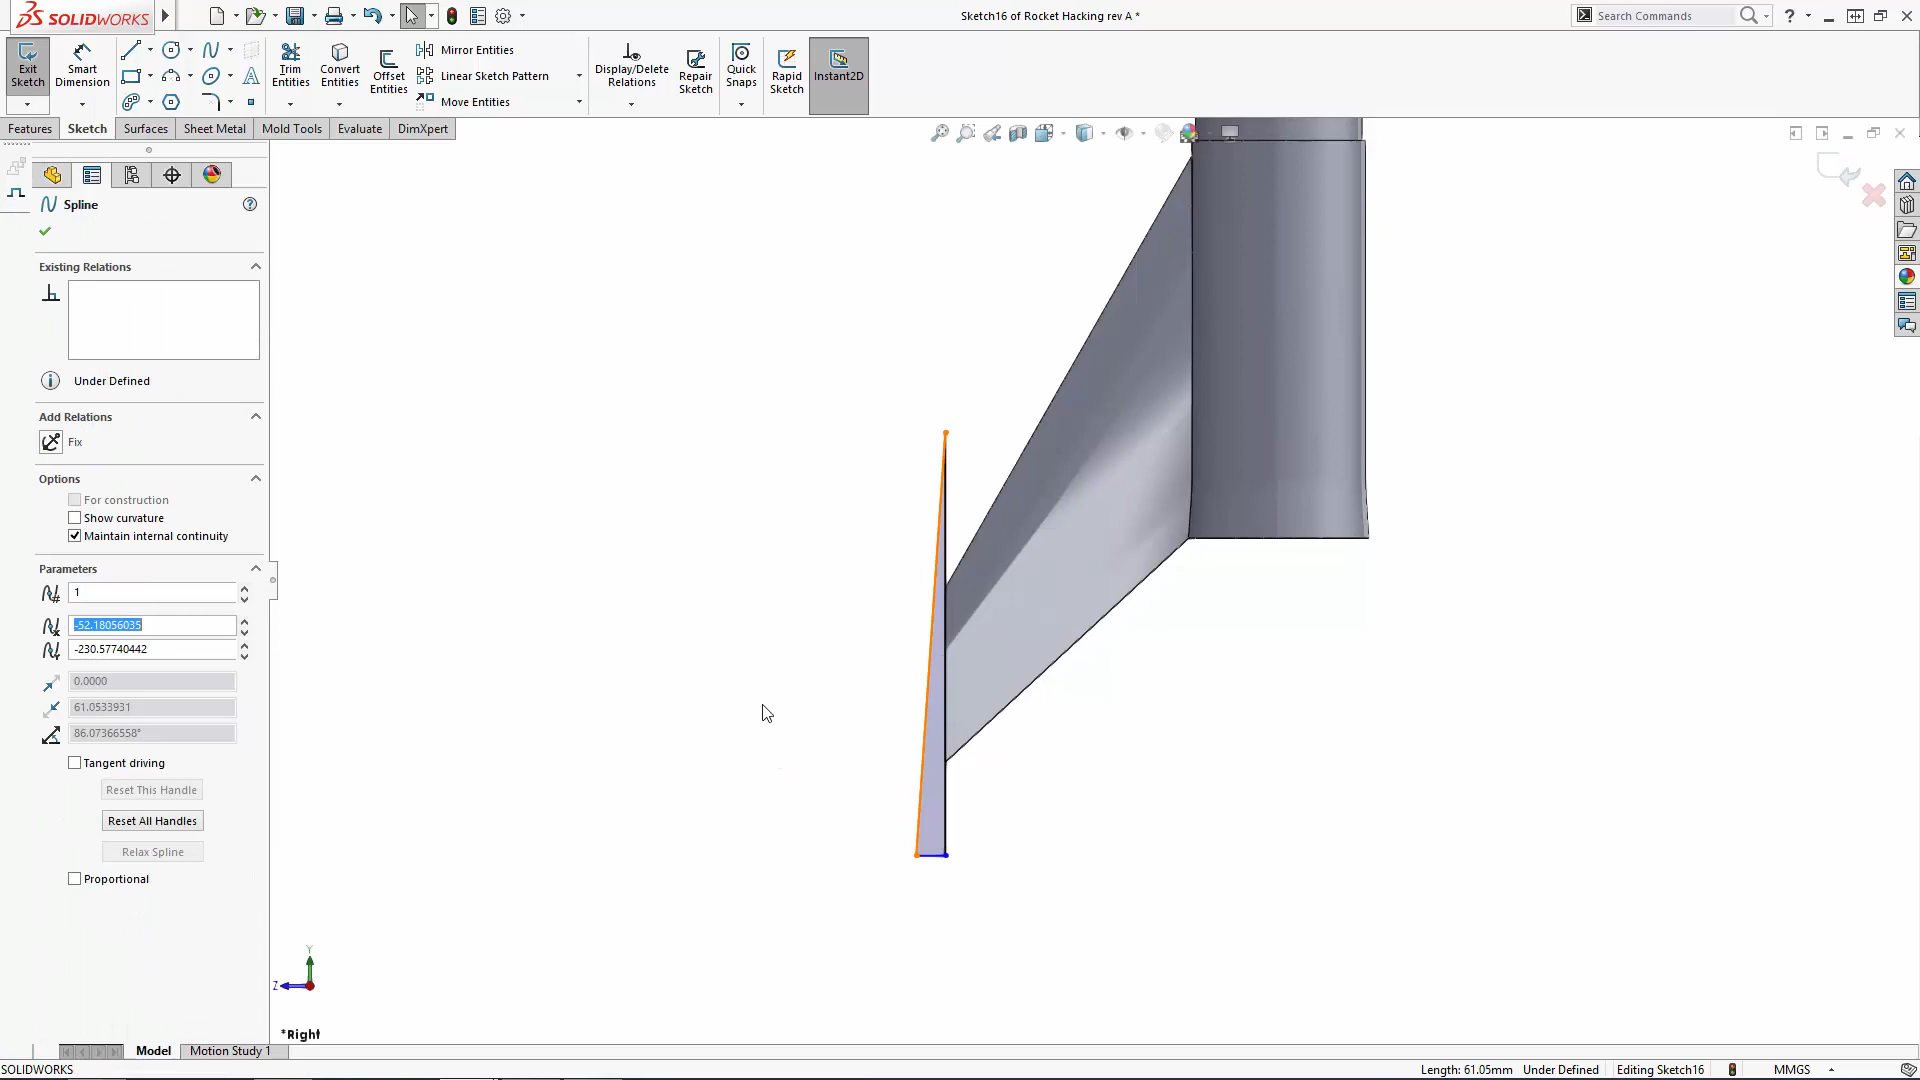 SOLIDWORKS
Sketch16 of Rocket Hacking rev A *
Search Commands
Exit Sketch
Smart Dimension
Trim Entities
Convert Entities
Offset Entities
Mirror Entities
Linear Sketch Pattern
Move Entities
Display/Delete Relations
Repair Sketch
Quick Snaps
Rapid Sketch
Instant2D
Features
Sketch
Surfaces
Sheet Metal
Mold Tools
Evaluate
DimXpert
Spline
Existing Relations
Under Defined
Add Relations
Fix
Options
For construction
Show curvature
Maintain internal continuity
Parameters
1
-52.18056035
-230.57740442
0.0000
61.0533931
86.07366558°
Tangent driving
Reset This Handle
Reset All Handles
Relax Spline
Proportional
Y
Z
*Right
Model
Motion Study 1
SOLIDWORKS
Length: 61.05mm
Under Defined
Editing Sketch16
MMGS